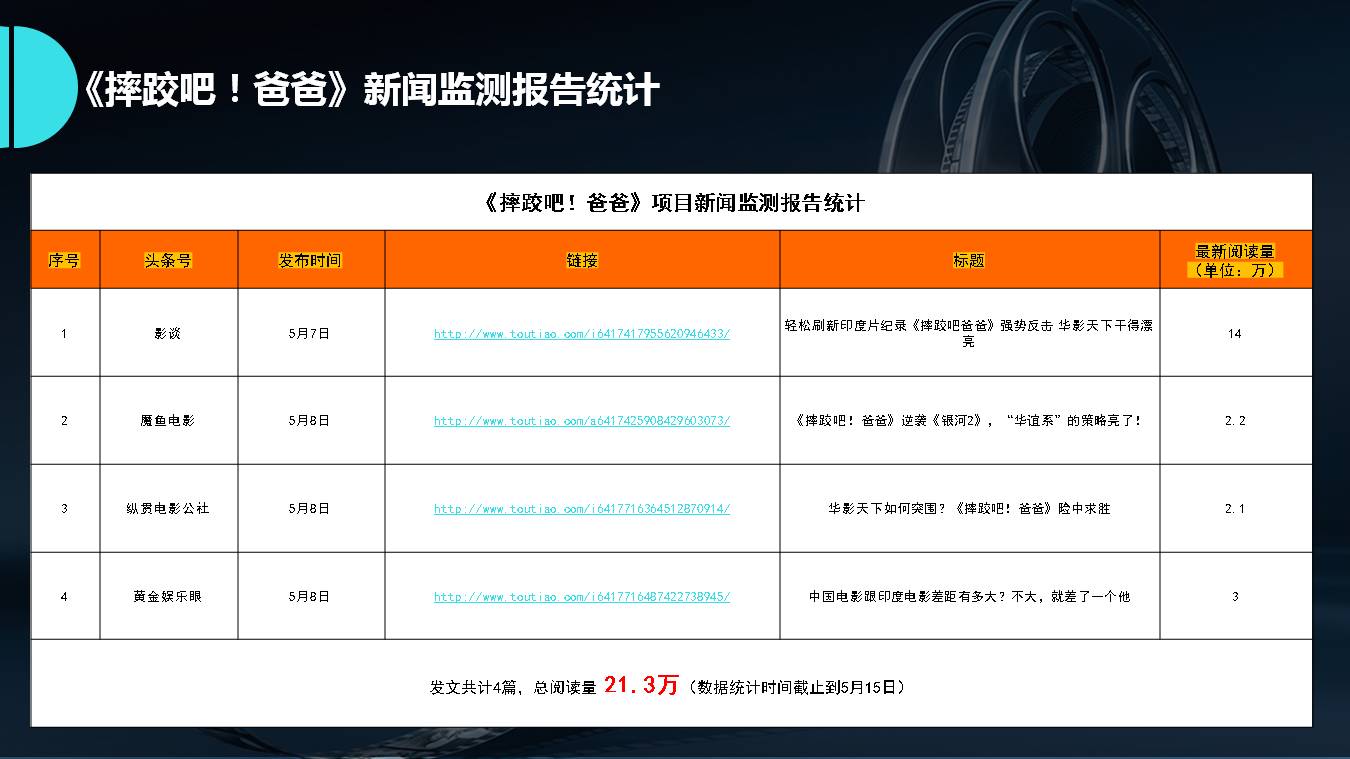 《摔跤吧！爸爸》新闻监测报告统计
《摔跤吧！爸爸》项目新闻监测报告统计
序号 头条号 发布时间 链接 标题 最新阅读量
（单位：万）
1 影谈 5月7日 http://www.toutiao.com/i6417417955620946433/ 轻松刷新印度片纪录《摔跤吧爸爸》强势反击 华影天下干得漂
亮 14
2 魔鱼电影 5月8日 http://www.toutiao.com/a6417425908429603073/ 《摔跤吧！爸爸》逆袭《银河2》，“华谊系”的策略亮了！ 2.2
3 纵贯电影公社 5月8日 http://www.toutiao.com/i6417716364512870914/ 华影天下如何突围？《摔跤吧！爸爸》险中求胜 2.1
4 黄金娱乐眼 5月8日 http://www.toutiao.com/i6417716487422738945/ 中国电影跟印度电影差距有多大？不大，就差了一个他 3
发文共计4篇，总阅读量 21.3万（数据统计时间截止到5月15日）